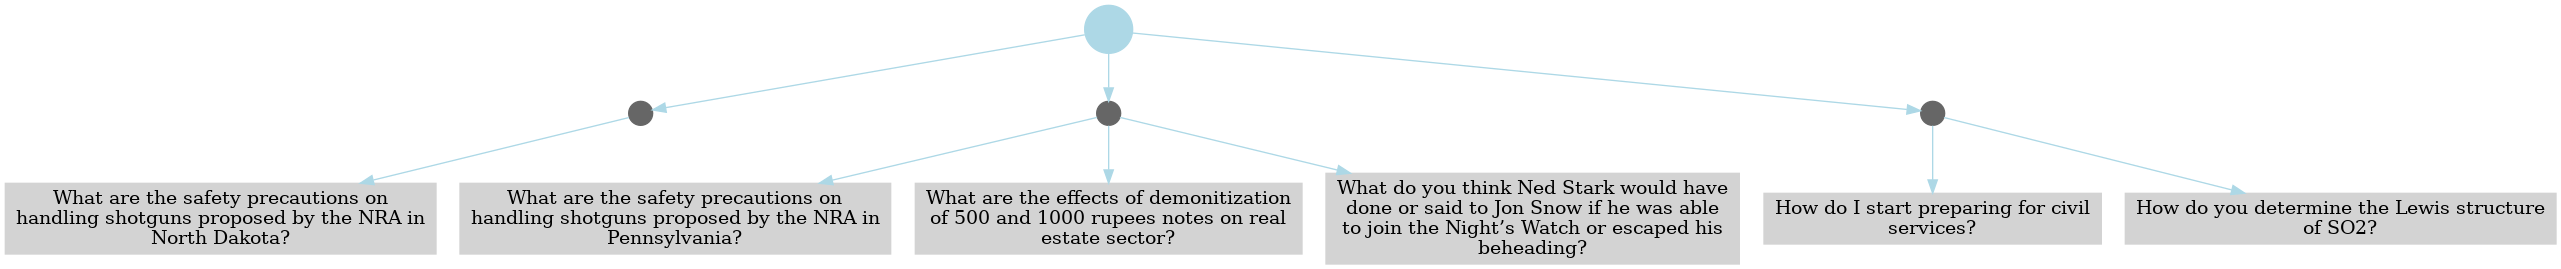 What are the safety precautions on
handling shotguns proposed by the NRA in
North Dakota?
What are the safety precautions on
handling shotguns proposed by the NRA in
Pennsylvania?
What are the effects of demonitization
of 500 and 1000 rupees notes on real
estate sector?
What do you think Ned Stark would have
done or said to Jon Snow if he was able
to join the Night’s Watch or escaped his
beheading?
How do I start preparing for civil
services?
How do you determine the Lewis structure
of SO2?